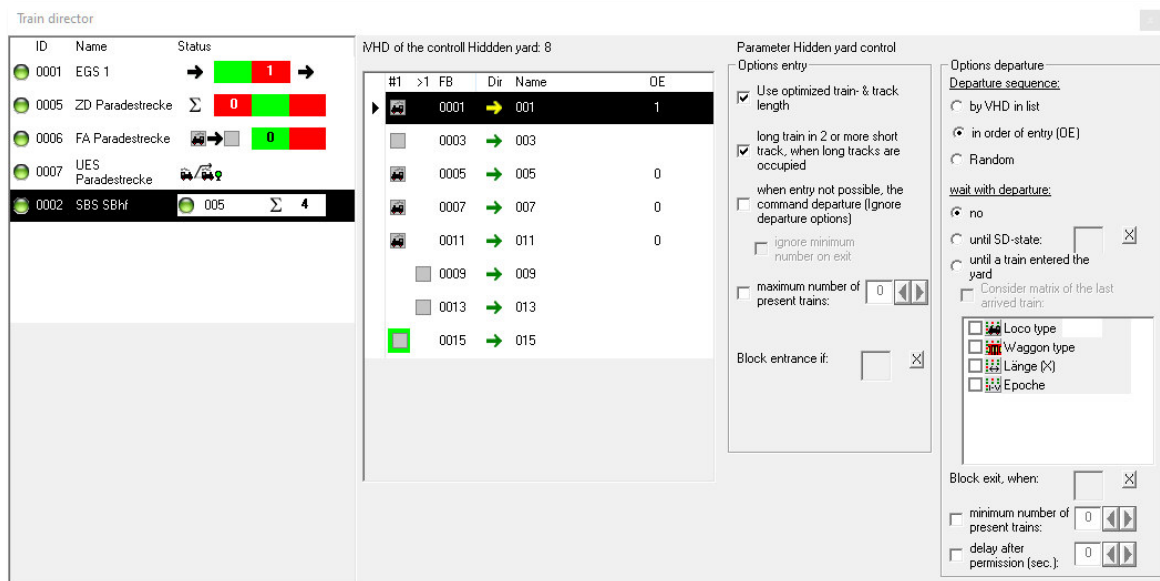 Train director
ID Name Status
0001 EGS 1 1
0005 ZD Paradestrecke Σ 0
0006 FA Paradestrecke 0
0007 UES
Paradestrecke
0002 SBS SBhf 005 Σ 4
iVHD of the controll Hiddden yard: 8
#1 >1 FB Dir Name OE
0001 001 1
0003 003
0005 005 0
0007 007 0
0011 011 0
0009 009
0013 013
0015 015
Parameter Hidden yard control
Options entry
Use optimized train- & track
length
long train in 2 or more short
track, when long tracks are
occupied
when entry not possible, the
command departure (Ignore
departure options)
ignore minimum
number on exit
maximum number of
present trains: 0
Block entrance if: X
Options departure
Departure sequence:
by VHD in list
in order of entry (OE)
Random
wait with departure:
no
until SD-state: X
until a train entered the
yard
Consider matrix of the last
arrived train:
Loco type
Waggon type
Länge (X)
Epoche
Block exit, when: X
minimum number of
present trains: 0
delay after
permission (sec.): 0